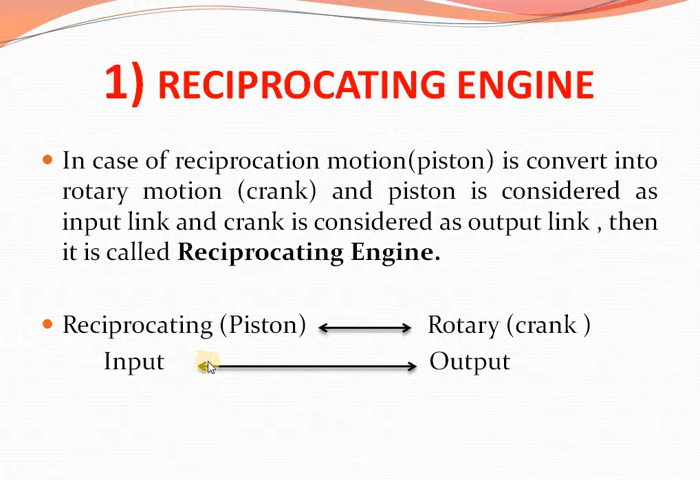 1) RECIPROCATING ENGINE
In case of reciprocation motion(piston) is convert into
rotary motion (crank) and piston is considered as
input link and crank is considered as output link , then
it is called Reciprocating Engine.
Reciprocating (Piston) Rotary (crank )
Input Output